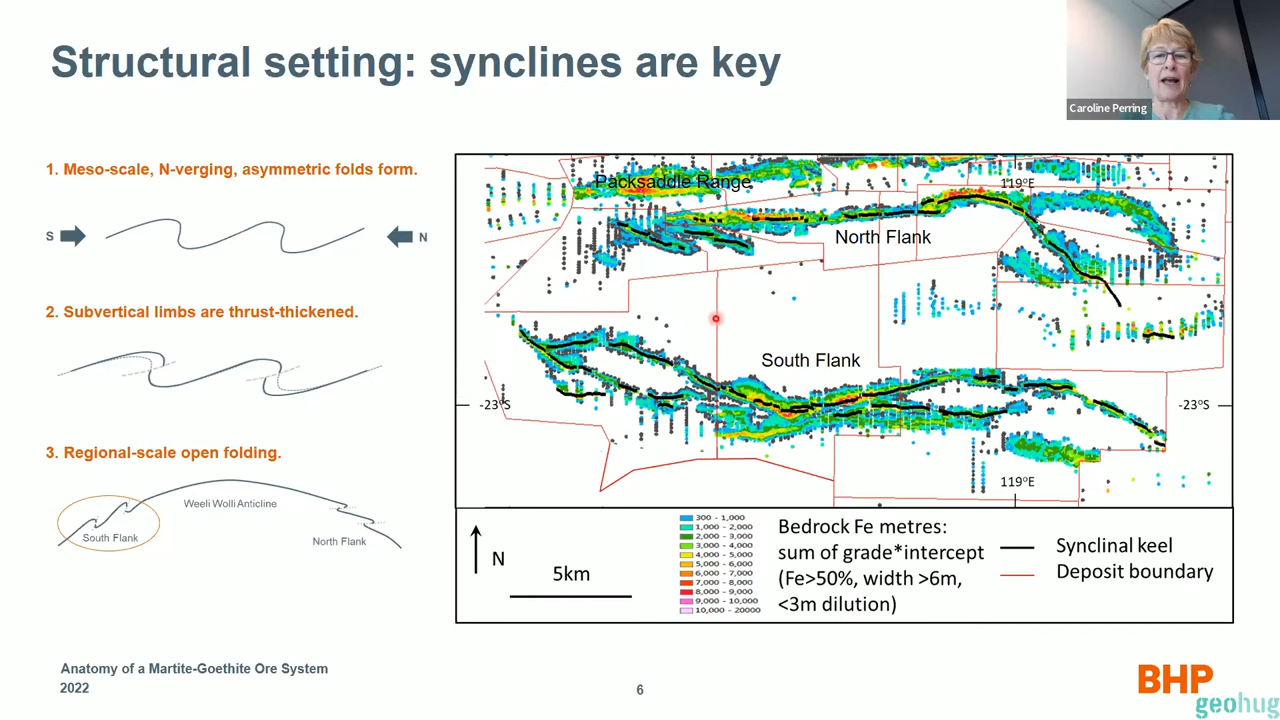 Structural setting: synclines are key
Caroline Perring
1. Meso-scale, N-verging, asymmetric folds form.
S
N
2. Subvertical limbs are thrust-thickened.
3. Regional-scale open folding.
Weeli Wolli Anticline
South Flank
North Flank
Packsaddle Range
119°E
North Flank
South Flank
-23°S
-23°S
119°E
N
5km
300 - 1,000
1,000 - 2,000
2,000 - 3,000
3,000 - 4,000
4,000 - 5,000
5,000 - 6,000
6,000 - 7,000
7,000 - 8,000
8,000 - 9,000
9,000 - 10,000
10,000 - 20000
Bedrock Fe metres:
sum of grade*intercept
(Fe>50%, width >6m,
<3m dilution)
Synclinal keel
Deposit boundary
Anatomy of a Martite-Goethite Ore System
2022
6
BHP
geohug